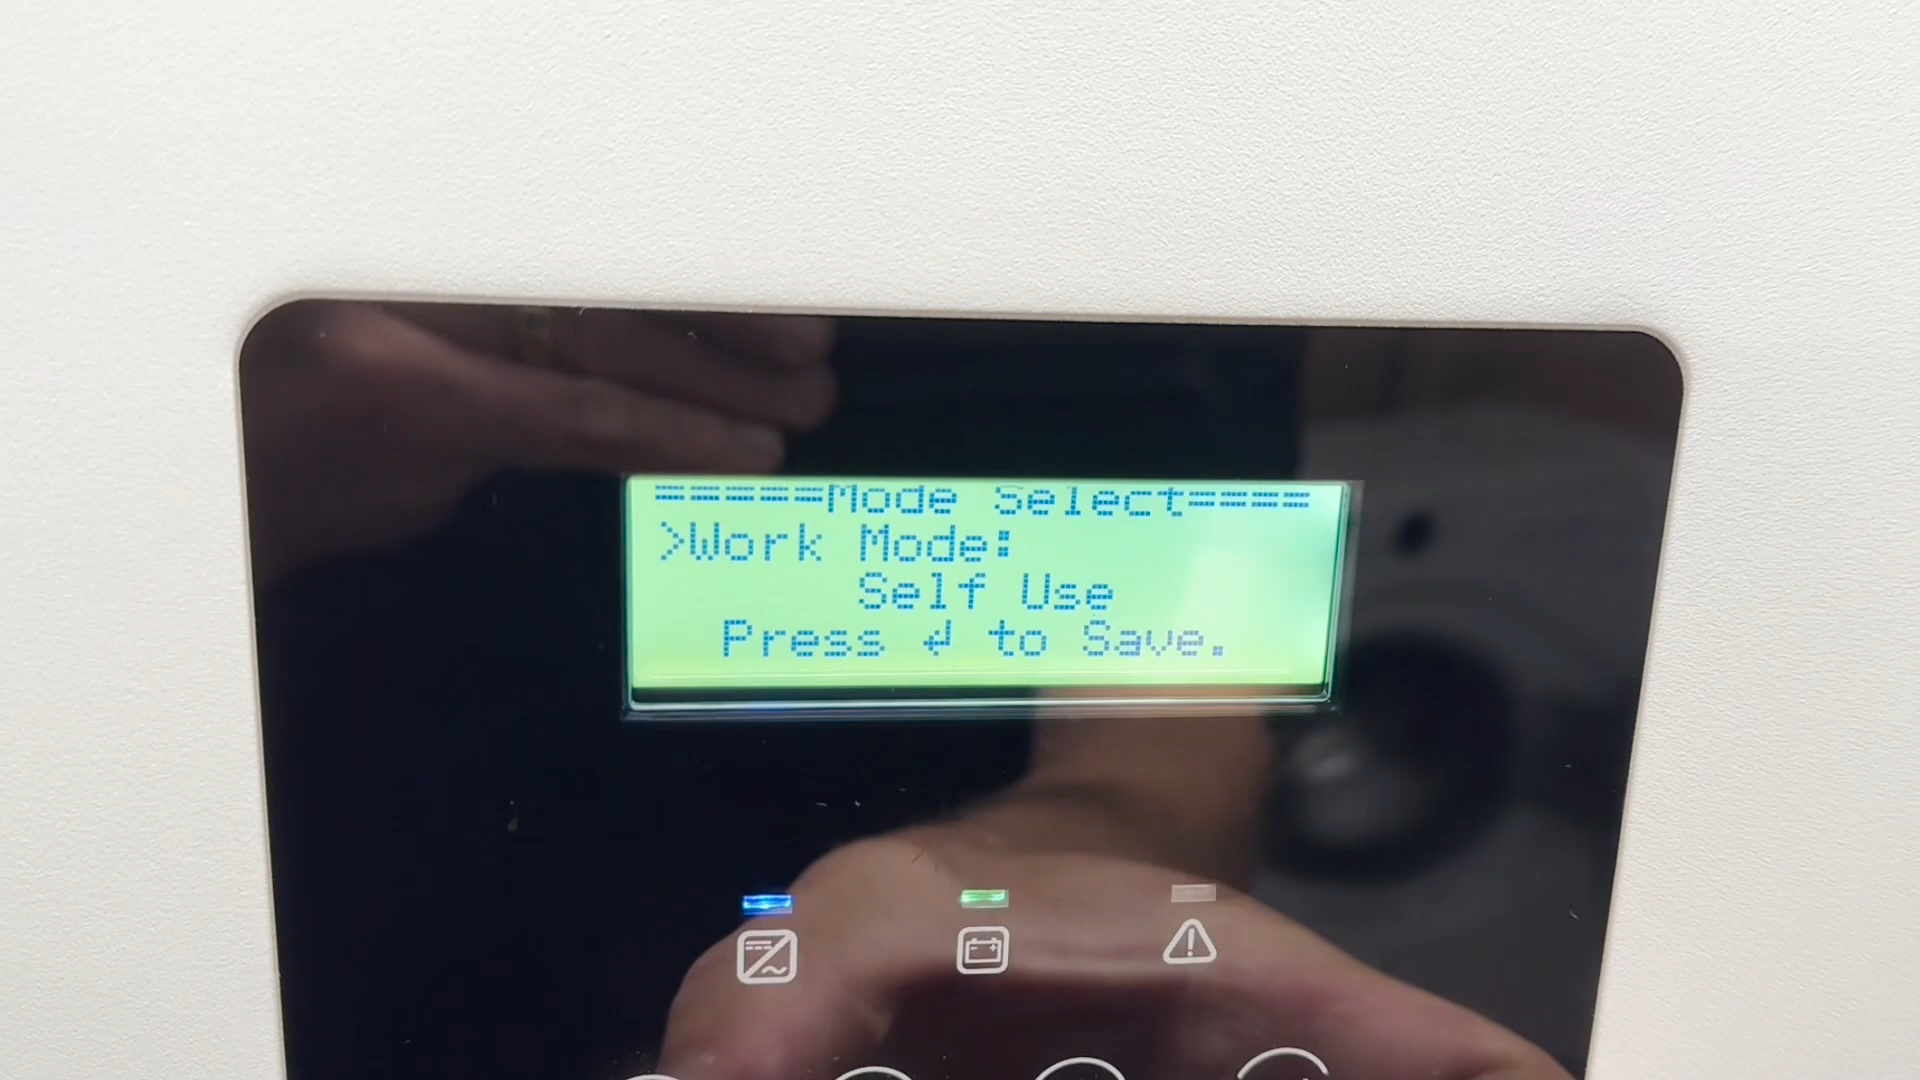 =====Mode Select====
>Work Mode:
Self Use
Press ↲ to Save.